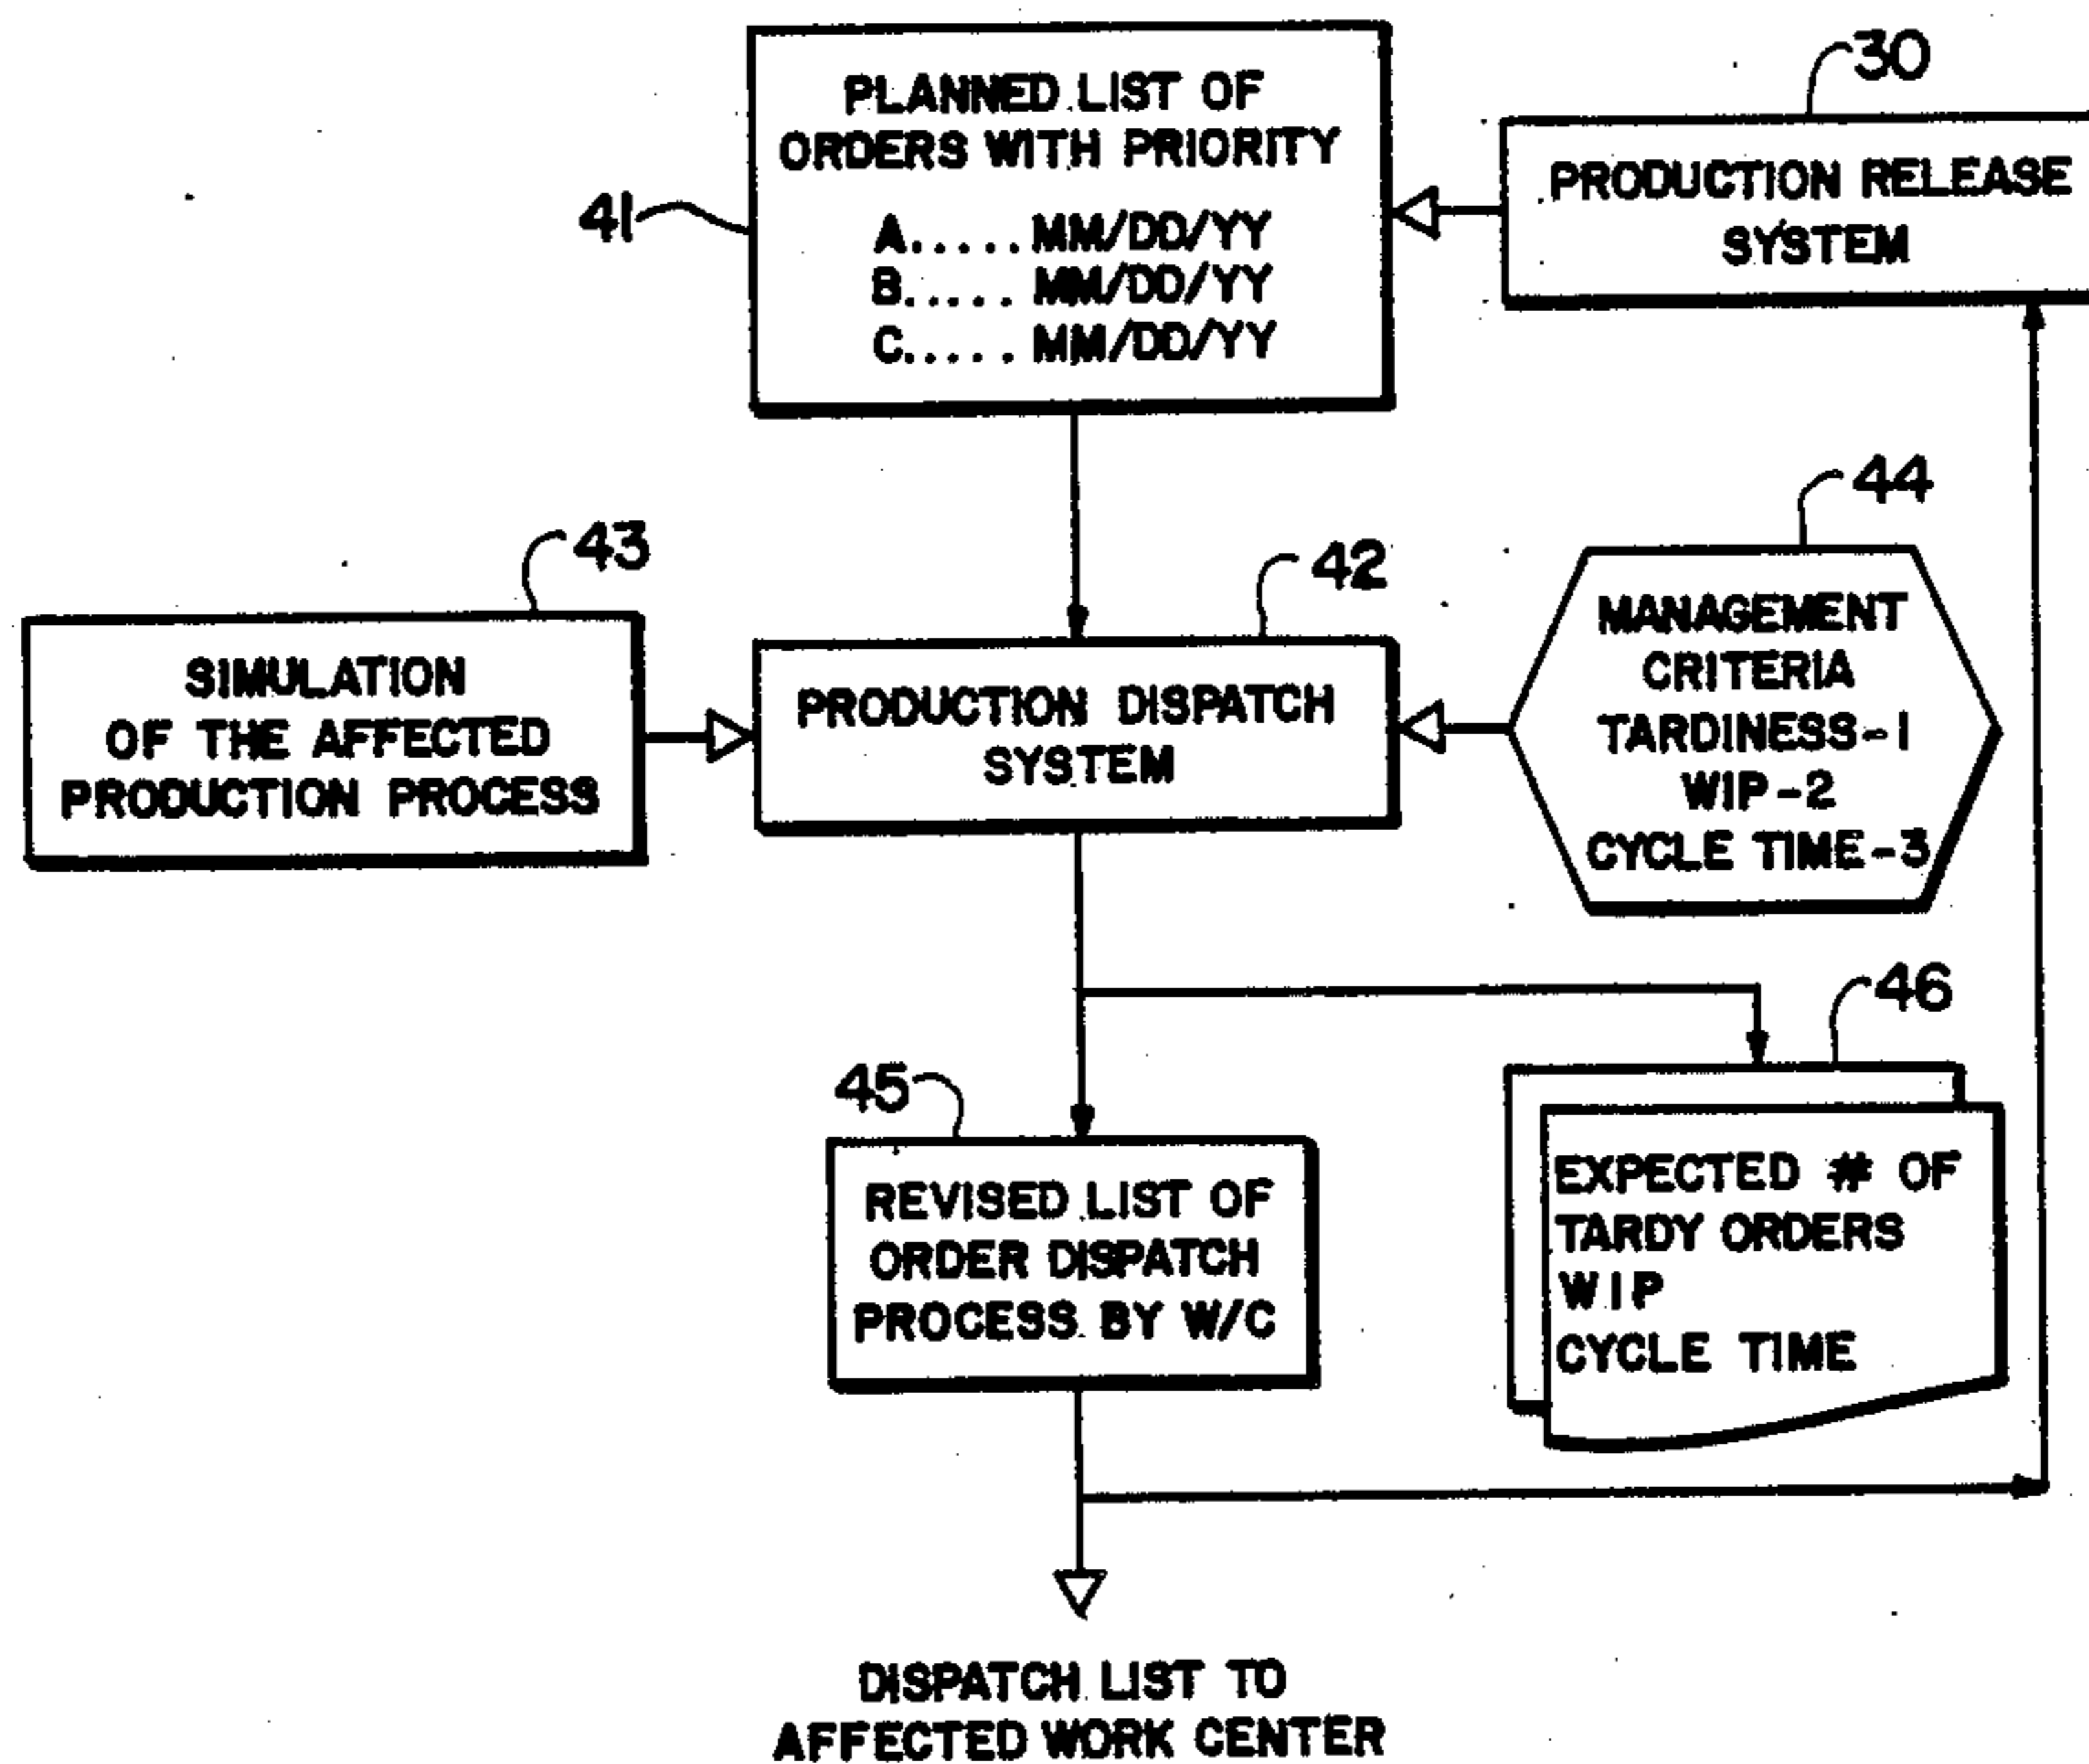 30
PLANNED LIST OF
ORDERS WITH PRIORITY
A.....MM/DD/YY
B.....MM/DD/YY
C.....MM/DD/YY
41
PRODUCTION RELEASE
SYSTEM
44
43
42
SIMULATION
OF THE AFFECTED
PRODUCTION PROCESS
PRODUCTION DISPATCH
SYSTEM
MANAGEMENT
CRITERIA
TARDINESS-1
WIP-2
CYCLE TIME-3
46
45
REVISED LIST OF
ORDER DISPATCH
PROCESS BY W/C
EXPECTED # OF
TARDY ORDERS
WIP
CYCLE TIME
DISPATCH LIST TO
AFFECTED WORK CENTER